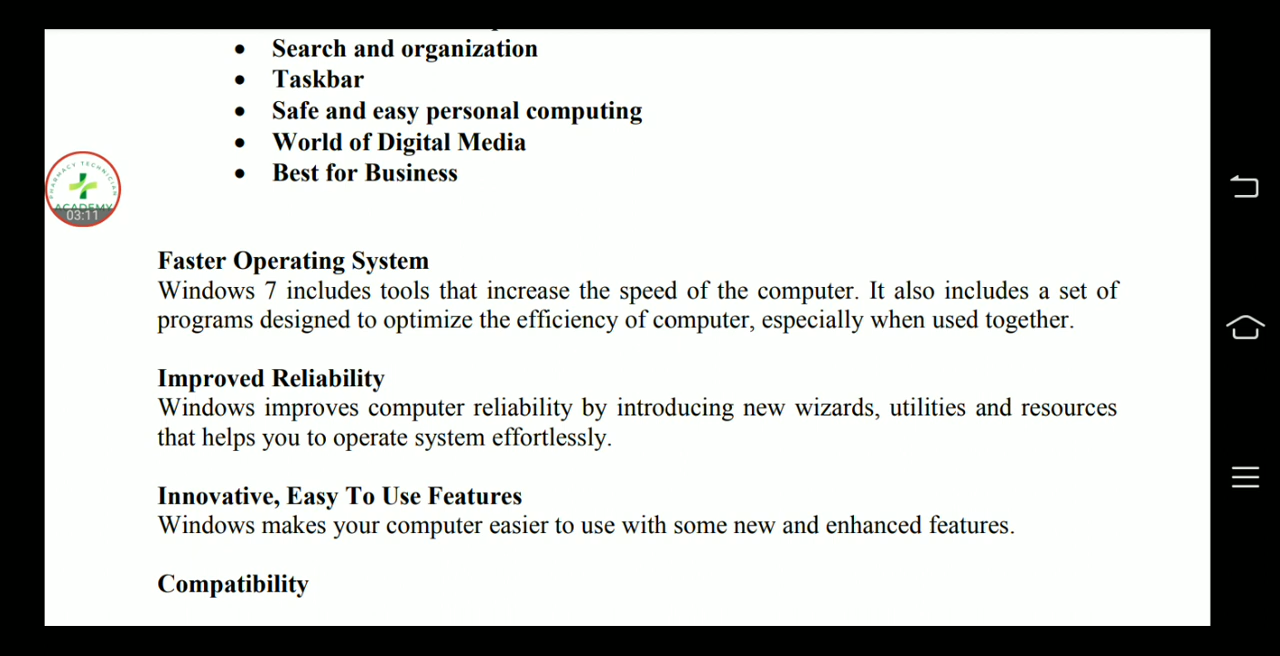 • Search and organization
• Taskbar
• Safe and easy personal computing
• World of Digital Media
• Best for Business
PHARMACY TECHNICIAN
ACADEMY
03:11
Faster Operating System
Windows 7 includes tools that increase the speed of the computer. It also includes a set of
programs designed to optimize the efficiency of computer, especially when used together.
Improved Reliability
Windows improves computer reliability by introducing new wizards, utilities and resources
that helps you to operate system effortlessly.
Innovative, Easy To Use Features
Windows makes your computer easier to use with some new and enhanced features.
Compatibility